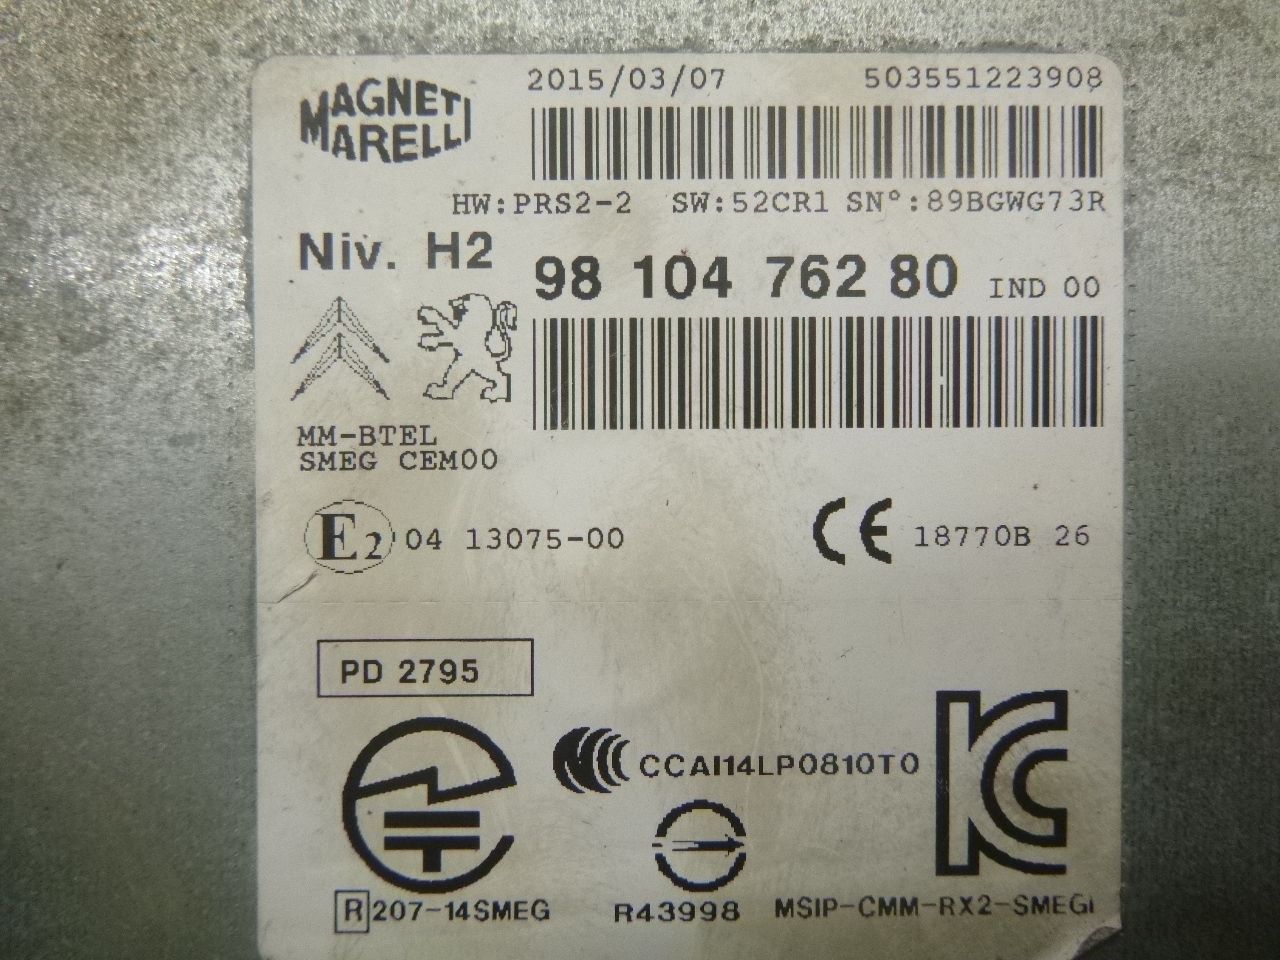 MAGNETI
MARELLI
2015/03/07 503551223908
HW:PRS2-2 SW:52CR1 SN°:89BGWG73R
Niv. H2
98 104 762 80 IND 00
MM-BTEL
SMEG CEM00
E2 04 13075-00
CE 18770B 26
PD 2795
CCAI14LP0810T0
KC
R 207-14SMEG
R43998
MSIP-CMM-RX2-SMEGi